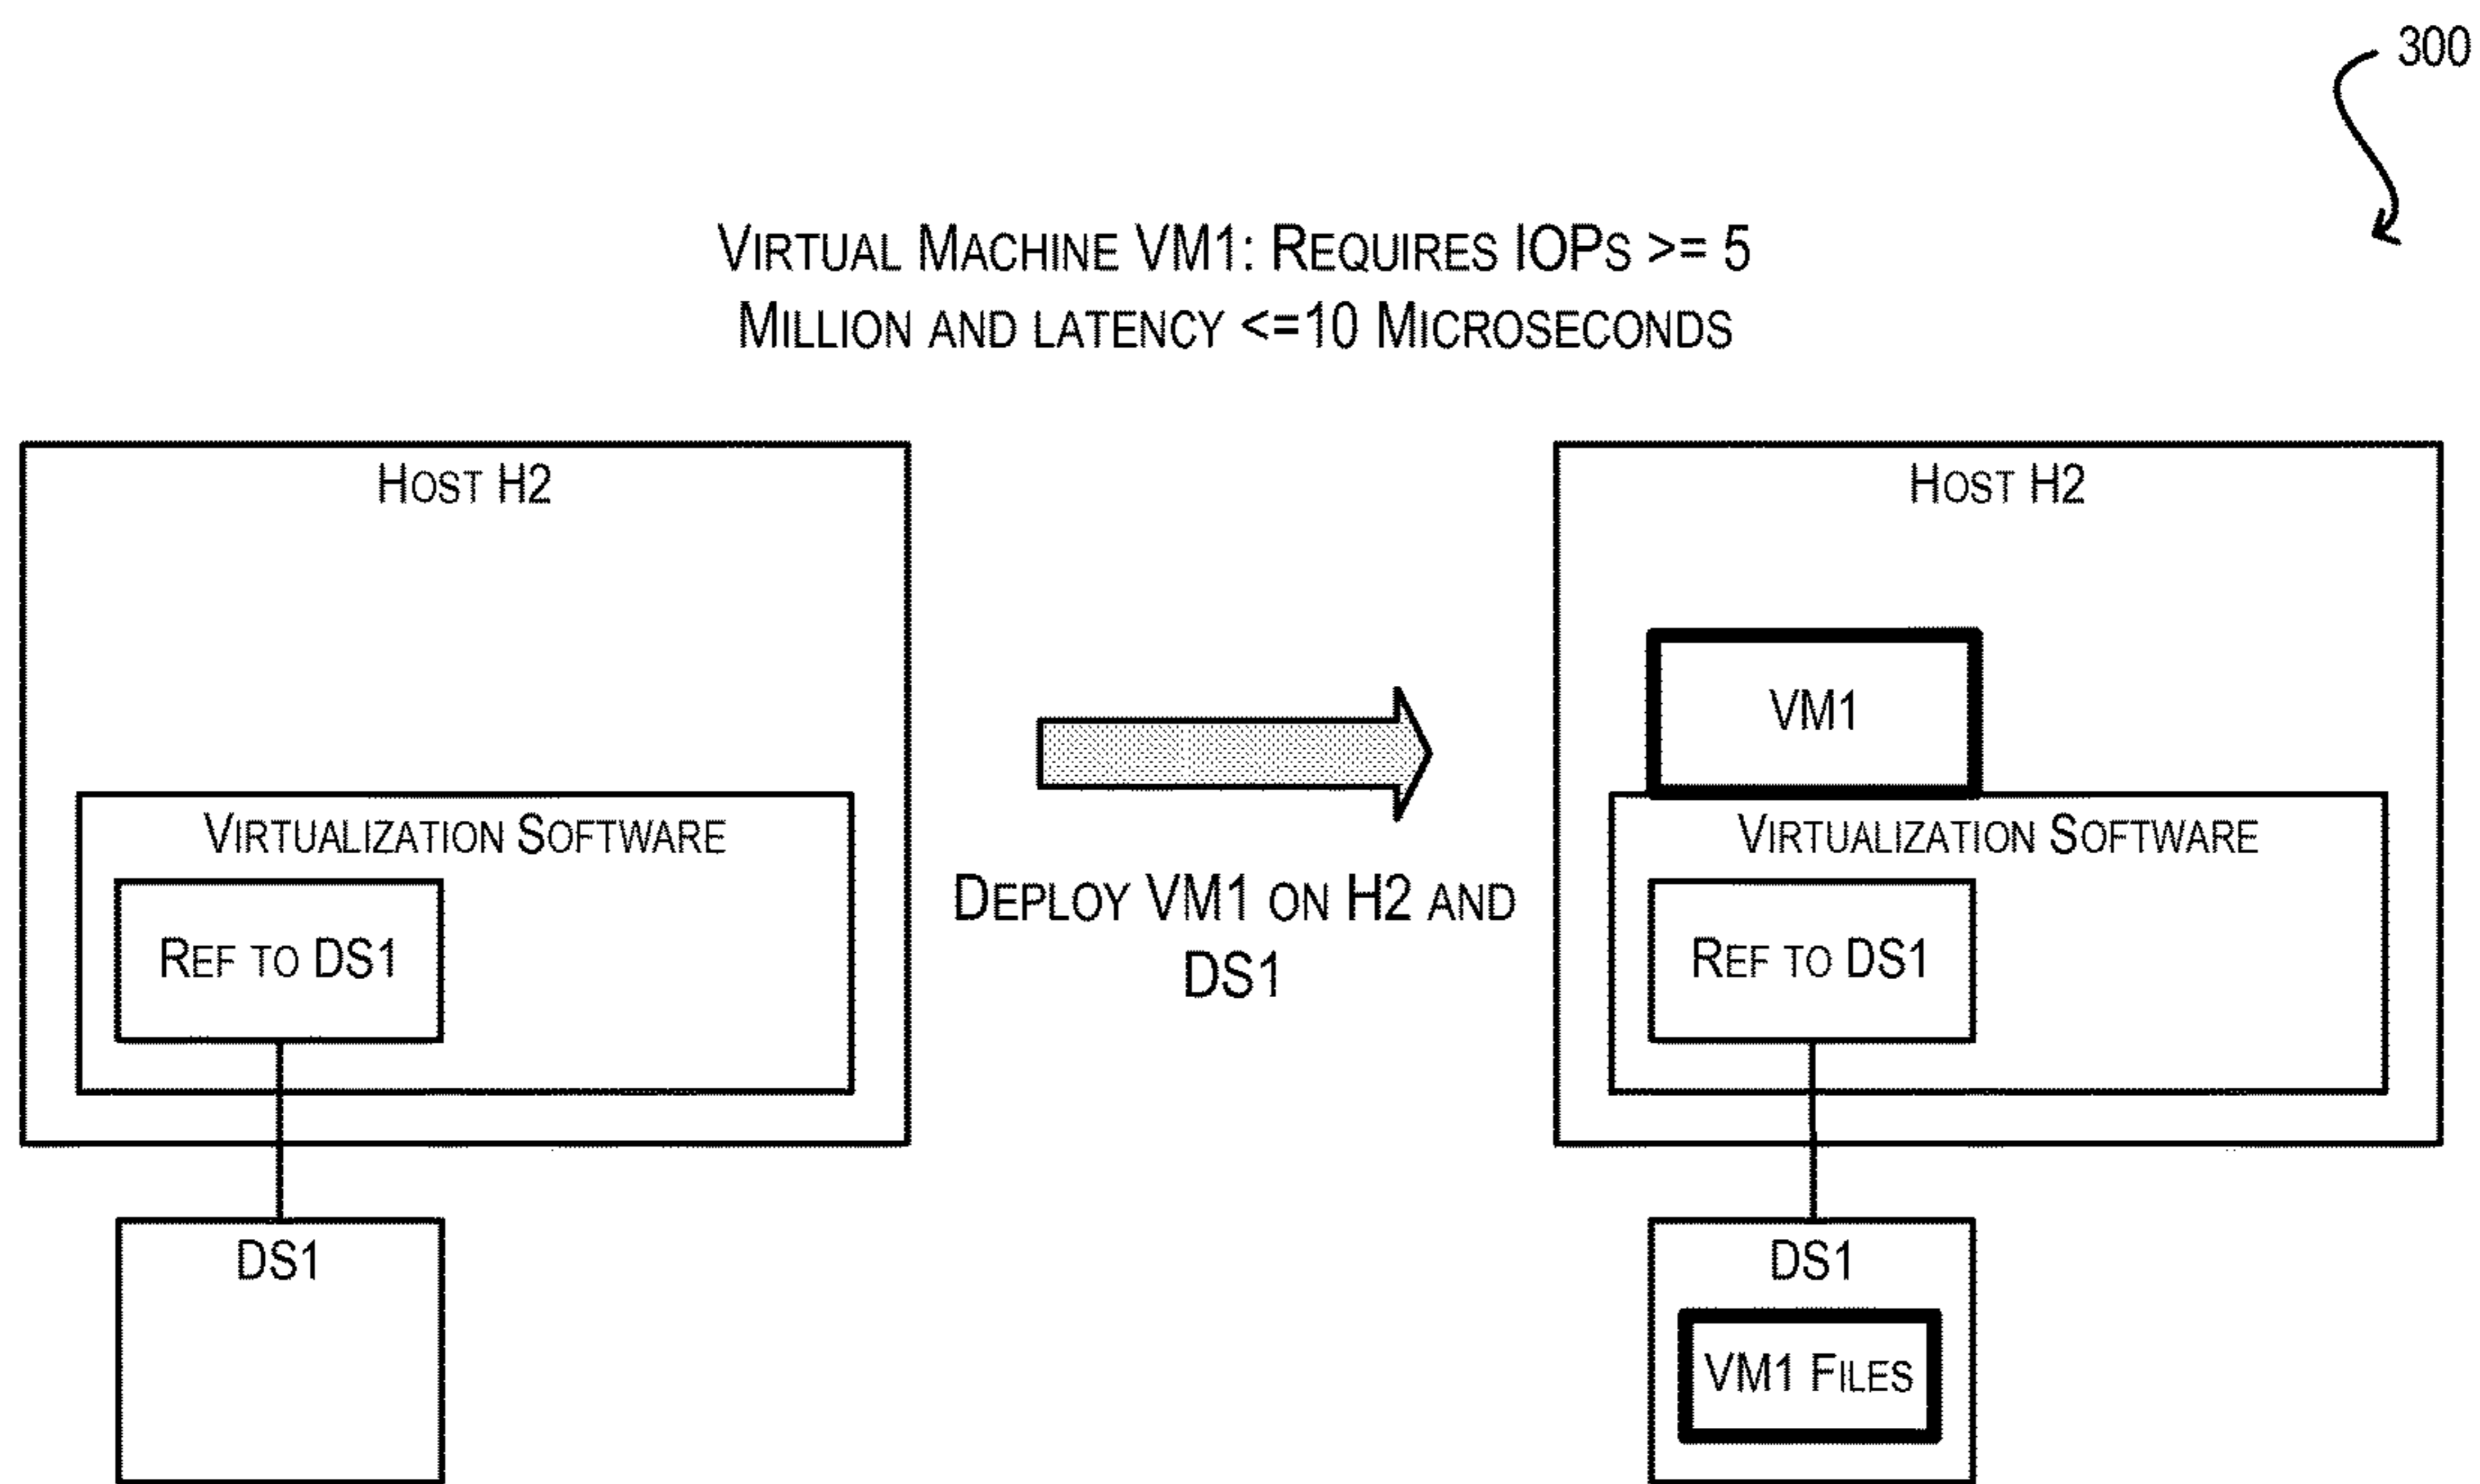 300
VIRTUAL MACHINE VM1: REQUIRES IOPS >= 5
MILLION AND LATENCY <=10 MICROSECONDS
HOST H2
VIRTUALIZATION SOFTWARE
REF TO DS1
DS1
DEPLOY VM1 ON H2 AND
DS1
HOST H2
VM1
VIRTUALIZATION SOFTWARE
REF TO DS1
DS1
VM1 FILES